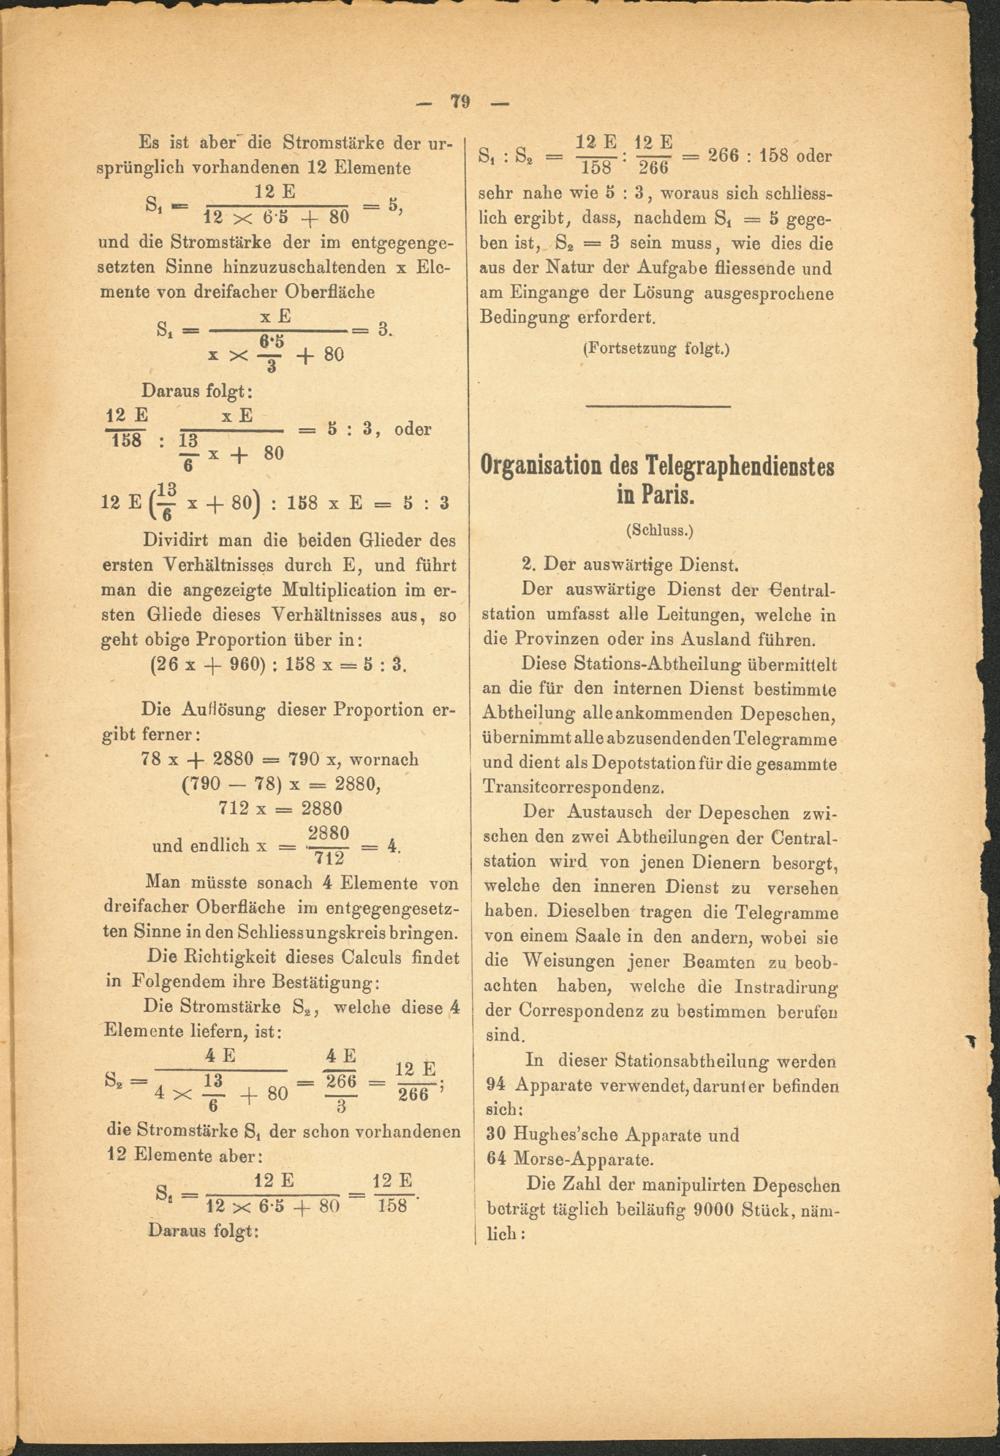 — 79 —
Es ist aber die Stromstärke der ur-
sprünglich vorhandenen 12 Elemente
S₁ = 12 E / (12 × 6·5 + 80) = 5,
und die Stromstärke der im entgegenge-
setzten Sinne hinzuzuschaltenden x Ele-
mente von dreifacher Oberfläche
S₁ = x E / (x × 6·5/3 + 80) = 3.
Daraus folgt:
12 E / 158 : x E / (13/6 x + 80) = 5 : 3, oder
12 E (13/6 x + 80) : 158 x E = 5 : 3
Dividirt man die beiden Glieder des
ersten Verhältnisses durch E, und führt
man die angezeigte Multiplication im er-
sten Gliede dieses Verhältnisses aus, so
geht obige Proportion über in:
(26 x + 960) : 158 x = 5 : 3.
Die Auflösung dieser Proportion er-
gibt ferner:
78 x + 2880 = 790 x, wornach
(790 — 78) x = 2880,
712 x = 2880
und endlich x = 2880 / 712 = 4.
Man müsste sonach 4 Elemente von
dreifacher Oberfläche im entgegengesetz-
ten Sinne in den Schliessungskreis bringen.
Die Richtigkeit dieses Calculs findet
in Folgendem ihre Bestätigung:
Die Stromstärke S₂, welche diese 4
Elemente liefern, ist:
S₂ = 4 E / (4 × 13/6 + 80) = 4 E / (266/3) = 12 E / 266;
die Stromstärke S₁ der schon vorhandenen
12 Elemente aber:
S₁ = 12 E / (12 × 6·5 + 80) = 12 E / 158.
Daraus folgt:
S₁ : S₂ = 12 E / 158 : 12 E / 266 = 266 : 158 oder
sehr nahe wie 5 : 3, woraus sich schliess-
lich ergibt, dass, nachdem S₁ = 5 gege-
ben ist, S₂ = 3 sein muss, wie dies die
aus der Natur der Aufgabe fliessende und
am Eingange der Lösung ausgesprochene
Bedingung erfordert.
(Fortsetzung folgt.)
Organisation des Telegraphendienstes
in Paris.
(Schluss.)
2. Der auswärtige Dienst.
Der auswärtige Dienst der Central-
station umfasst alle Leitungen, welche in
die Provinzen oder ins Ausland führen.
Diese Stations-Abtheilung übermittelt
an die für den internen Dienst bestimmte
Abtheilung alle ankommenden Depeschen,
übernimmt alle abzusendenden Telegramme
und dient als Depotstation für die gesammte
Transitcorrespondenz.
Der Austausch der Depeschen zwi-
schen den zwei Abtheilungen der Central-
station wird von jenen Dienern besorgt,
welche den inneren Dienst zu versehen
haben. Dieselben tragen die Telegramme
von einem Saale in den andern, wobei sie
die Weisungen jener Beamten zu beob-
achten haben, welche die Instradirung
der Correspondenz zu bestimmen berufen
sind.
In dieser Stationsabtheilung werden
94 Apparate verwendet, darunter befinden
sich:
30 Hughes'sche Apparate und
64 Morse-Apparate.
Die Zahl der manipulirten Depeschen
beträgt täglich beiläufig 9000 Stück, näm-
lich: